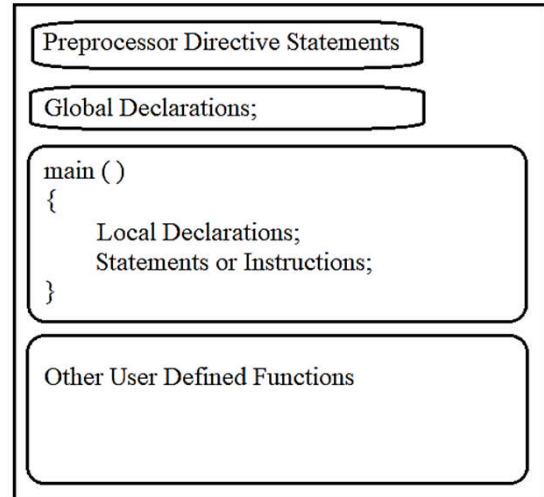 Preprocessor Directive Statements
Global Declarations;
main ( )
{
Local Declarations;
Statements or Instructions;
}
Other User Defined Functions